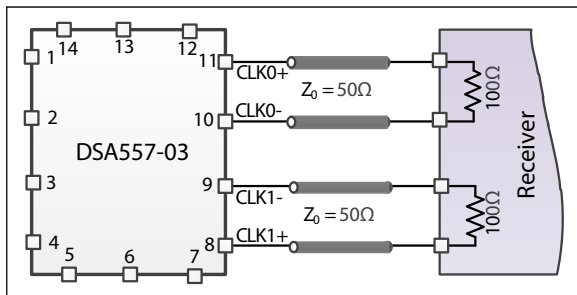 14
13
12
1
2
3
4
5
6
7
11
10
9
8
DSA557-03
CLK0+
Z0 = 50Ω
CLK0-
CLK1-
Z0 = 50Ω
CLK1+
100Ω
100Ω
Receiver